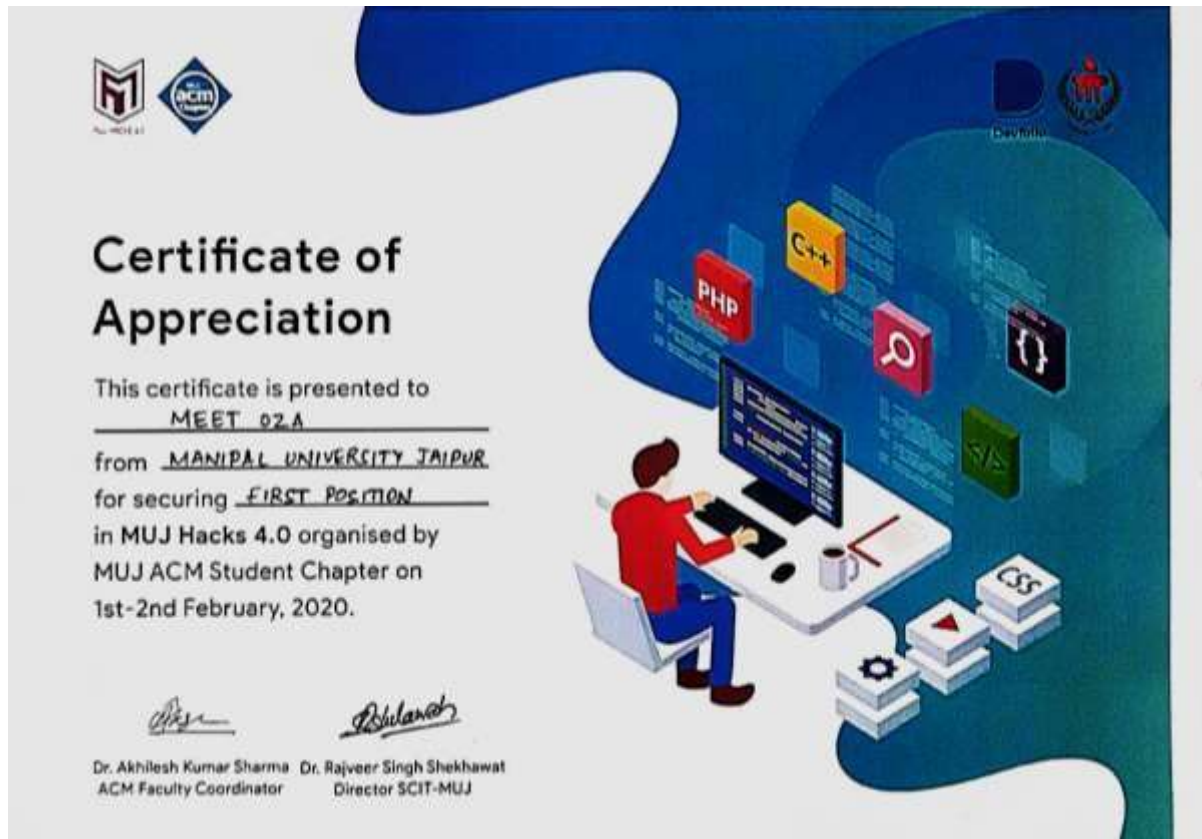 acm
Chapter
Devfolio
C++
PHP
{}
</>
CSS
Certificate of
Appreciation
This certificate is presented to
MEET OZA
from MANIPAL UNIVERSITY JAIPUR
for securing FIRST POSITION
in MUJ Hacks 4.0 organised by
MUJ ACM Student Chapter on
1st-2nd February, 2020.
Dr. Akhilesh Kumar Sharma
ACM Faculty Coordinator
Dr. Rajveer Singh Shekhawat
Director SCIT-MUJ